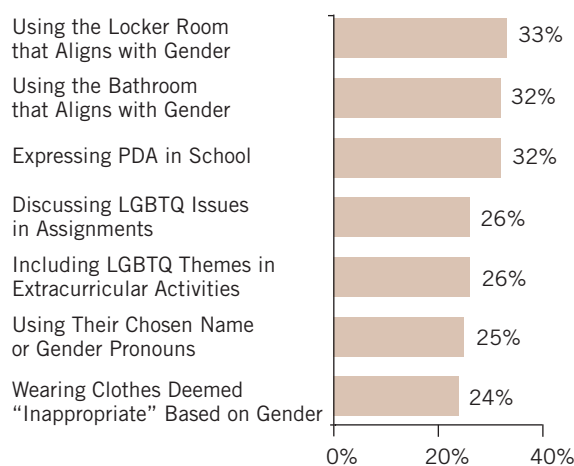 Using the Locker Room
that Aligns with Gender
33%
Using the Bathroom
that Aligns with Gender
32%
Expressing PDA in School
32%
Discussing LGBTQ Issues
in Assignments
26%
Including LGBTQ Themes in
Extracurricular Activities
26%
Using Their Chosen Name
or Gender Pronouns
25%
Wearing Clothes Deemed
“Inappropriate” Based on Gender
24%
0% 20% 40%